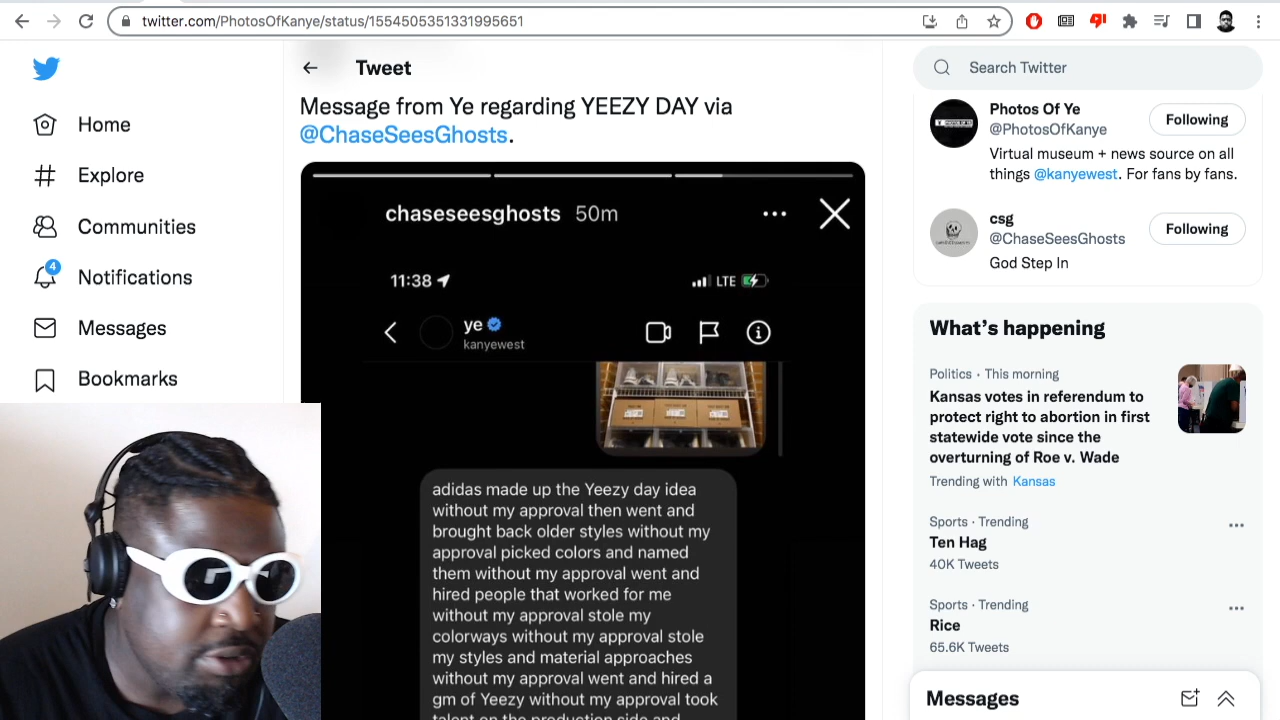 twitter.com/PhotosOfKanye/status/1554505351331995651
Home
Explore
Communities
4
Notifications
Messages
Bookmarks
Tweet
Message from Ye regarding YEEZY DAY via
@ChaseSeesGhosts.
chaseseesghosts 50m
11:38
LTE
ye
kanyewest
adidas made up the Yeezy day idea
without my approval then went and
brought back older styles without my
approval picked colors and named
them without my approval went and
hired people that worked for me
without my approval stole my
colorways without my approval stole
my styles and material approaches
without my approval went and hired a
gm of Yeezy without my approval took
talent on the production side and
Search Twitter
Photos Of Ye
@PhotosOfKanye
Following
Virtual museum + news source on all
things @kanyewest. For fans by fans.
csg
@ChaseSeesGhosts
Following
God Step In
What’s happening
Politics · This morning
Kansas votes in referendum to
protect right to abortion in first
statewide vote since the
overturning of Roe v. Wade
Trending with Kansas
Sports · Trending
Ten Hag
40K Tweets
Sports · Trending
Rice
65.6K Tweets
Messages